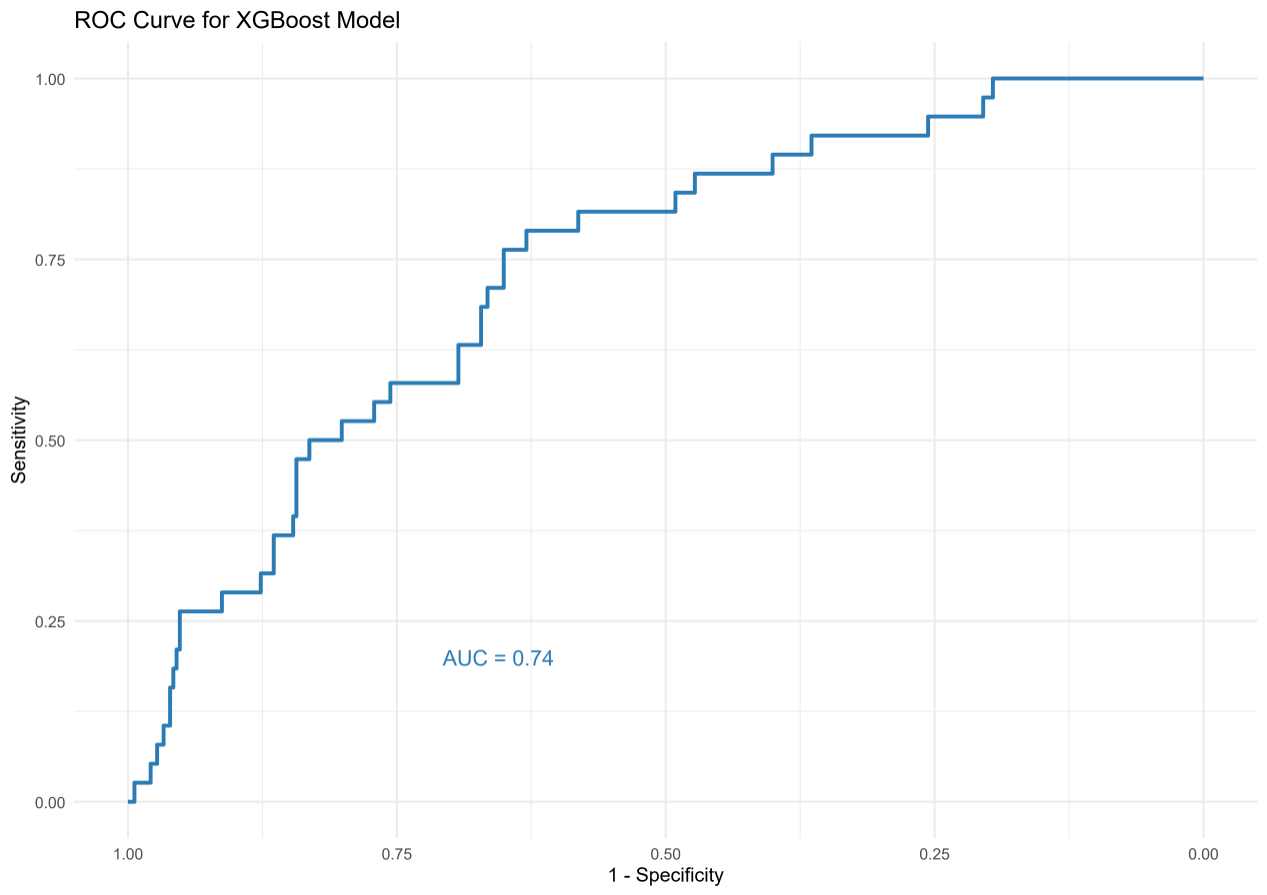 ROC Curve for XGBoost Model
1.00
0.75
0.50
0.25
0.00
Sensitivity
AUC = 0.74
1.00 0.75 0.50 0.25 0.00
1 - Specificity